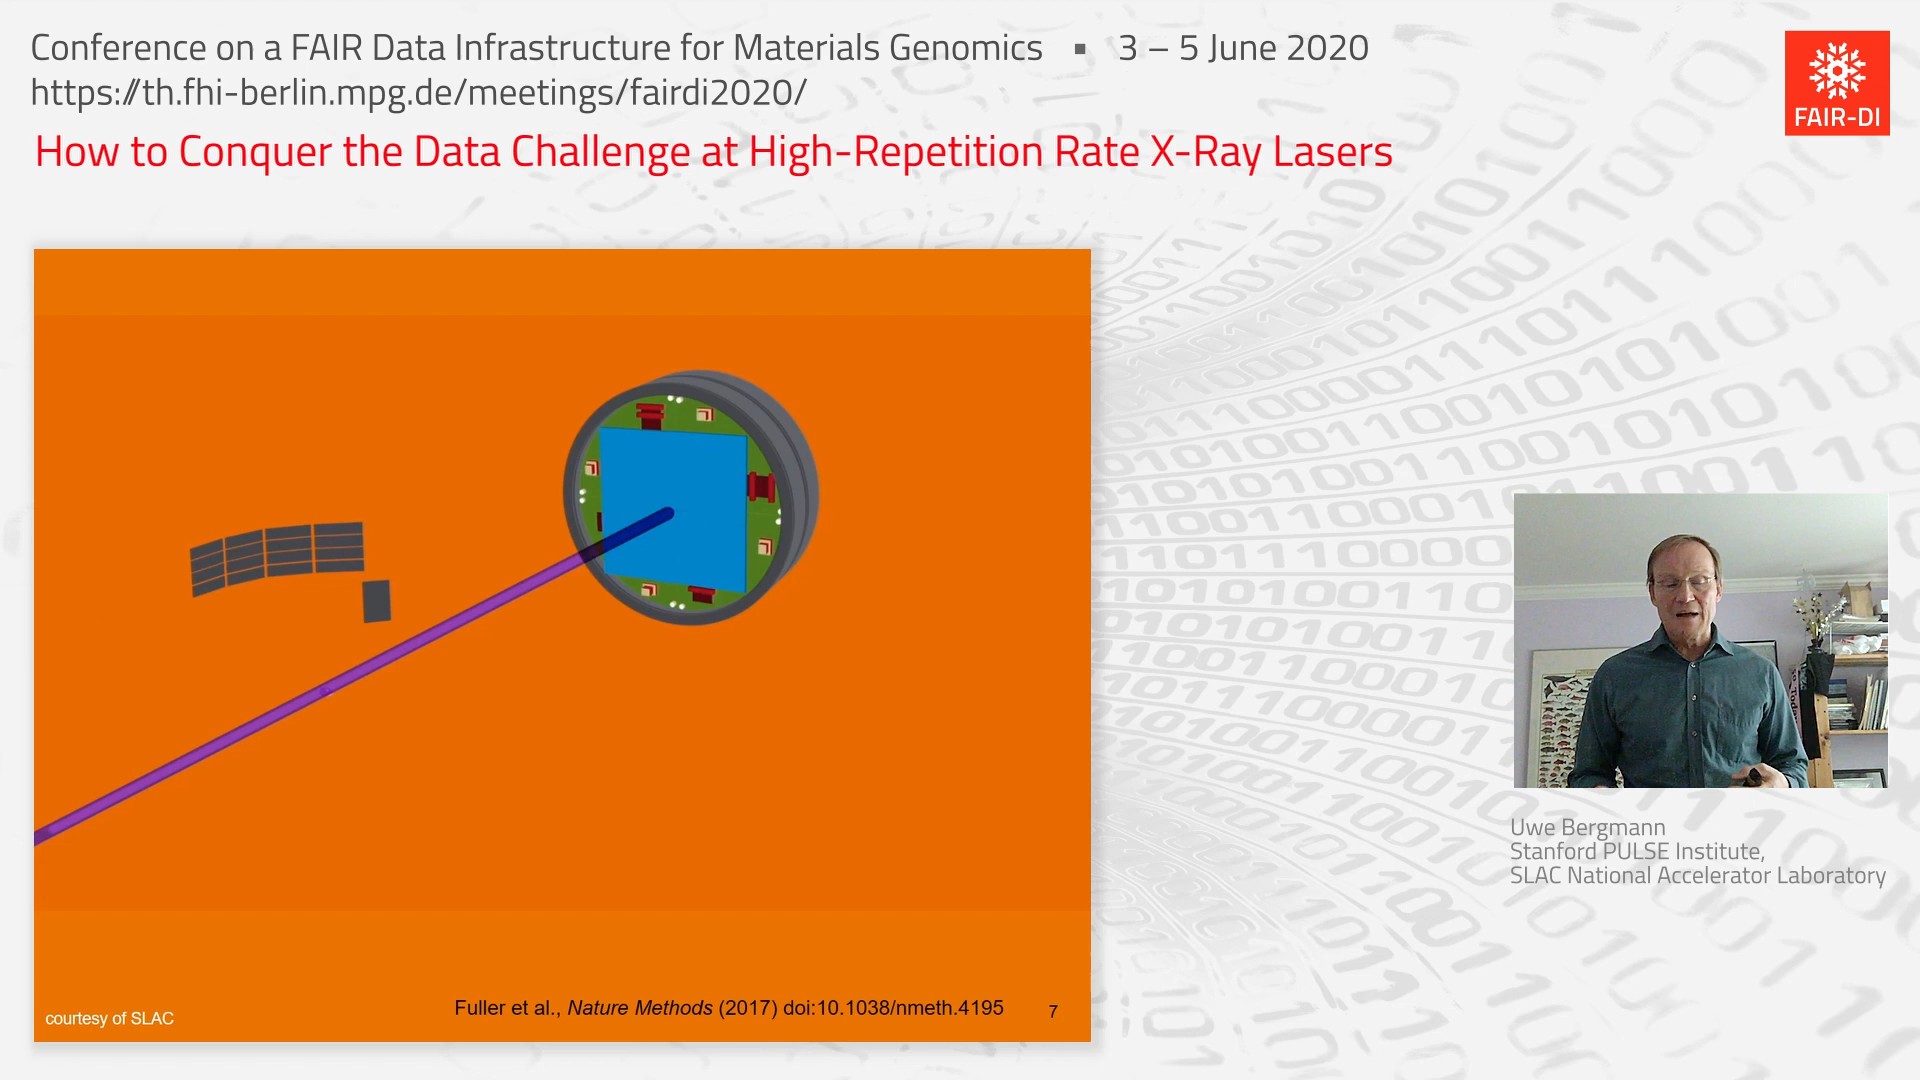 Conference on a FAIR Data Infrastructure for Materials Genomics ▪ 3 – 5 June 2020
https://th.fhi-berlin.mpg.de/meetings/fairdi2020/
FAIR-DI
How to Conquer the Data Challenge at High-Repetition Rate X-Ray Lasers
Uwe Bergmann
Stanford PULSE Institute,
SLAC National Accelerator Laboratory
Fuller et al., Nature Methods (2017) doi:10.1038/nmeth.4195
7
courtesy of SLAC